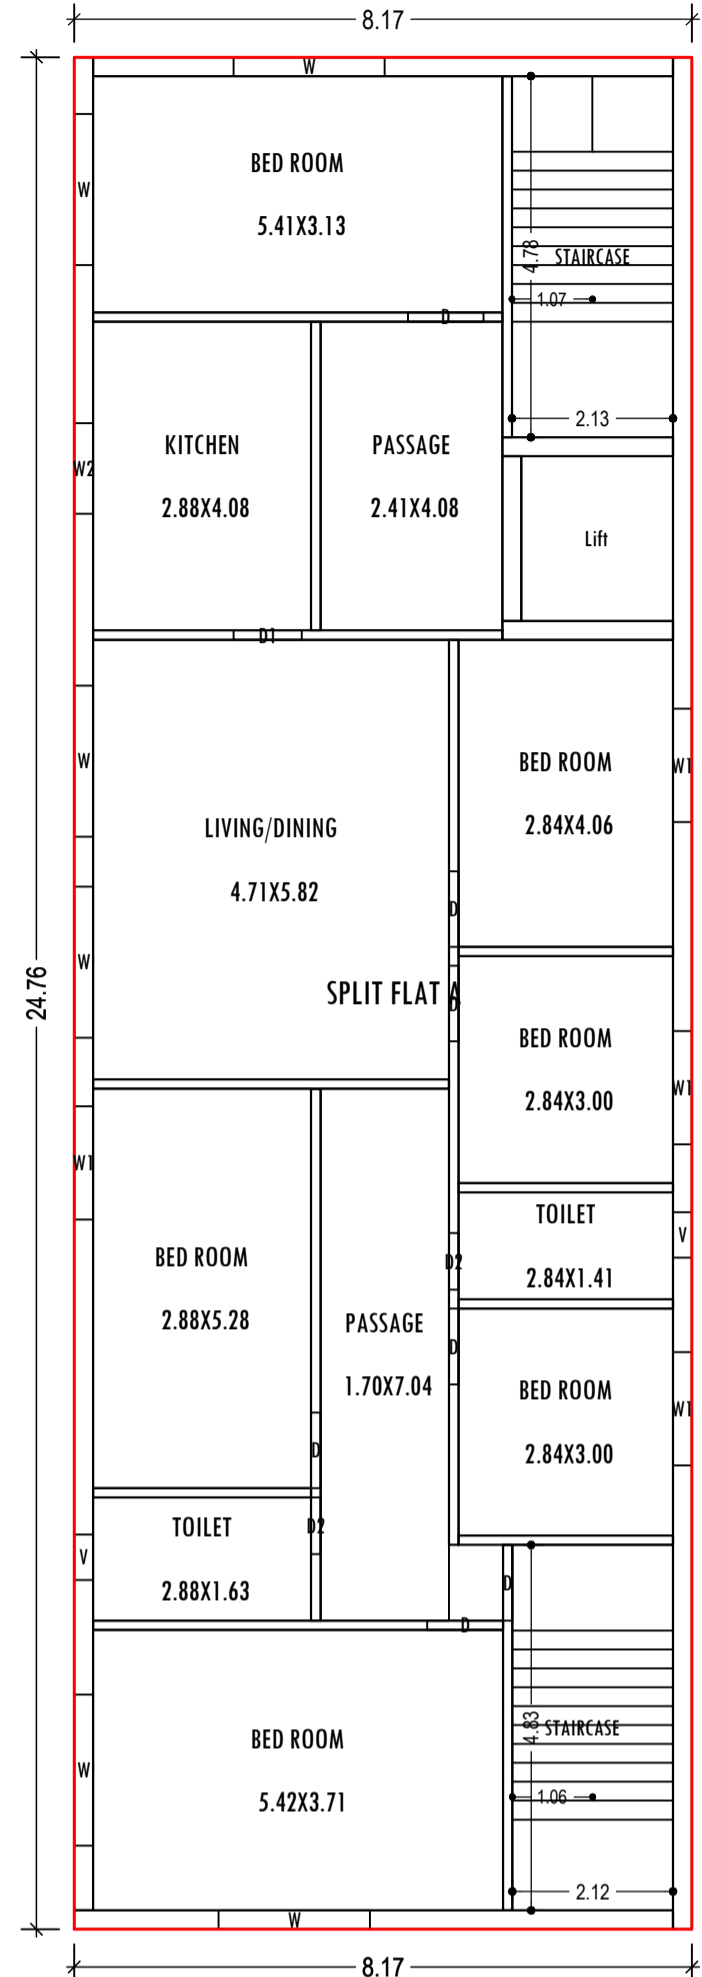 8.17
W
BED ROOM
5.41X3.13
W
4.78
STAIRCASE
1.07
D
2.13
KITCHEN
2.88X4.08
PASSAGE
2.41X4.08
W2
Lift
D1
W
BED ROOM
2.84X4.06
W1
LIVING/DINING
4.71X5.82
D
W
24.76
SPLIT FLAT A
D
BED ROOM
2.84X3.00
W1
W1
TOILET
2.84X1.41
V
BED ROOM
2.88X5.28
D2
PASSAGE
1.70X7.04
D
BED ROOM
2.84X3.00
W1
D
TOILET
2.88X1.63
D2
V
D
D
BED ROOM
5.42X3.71
4.83
STAIRCASE
W
1.06
2.12
W
8.17